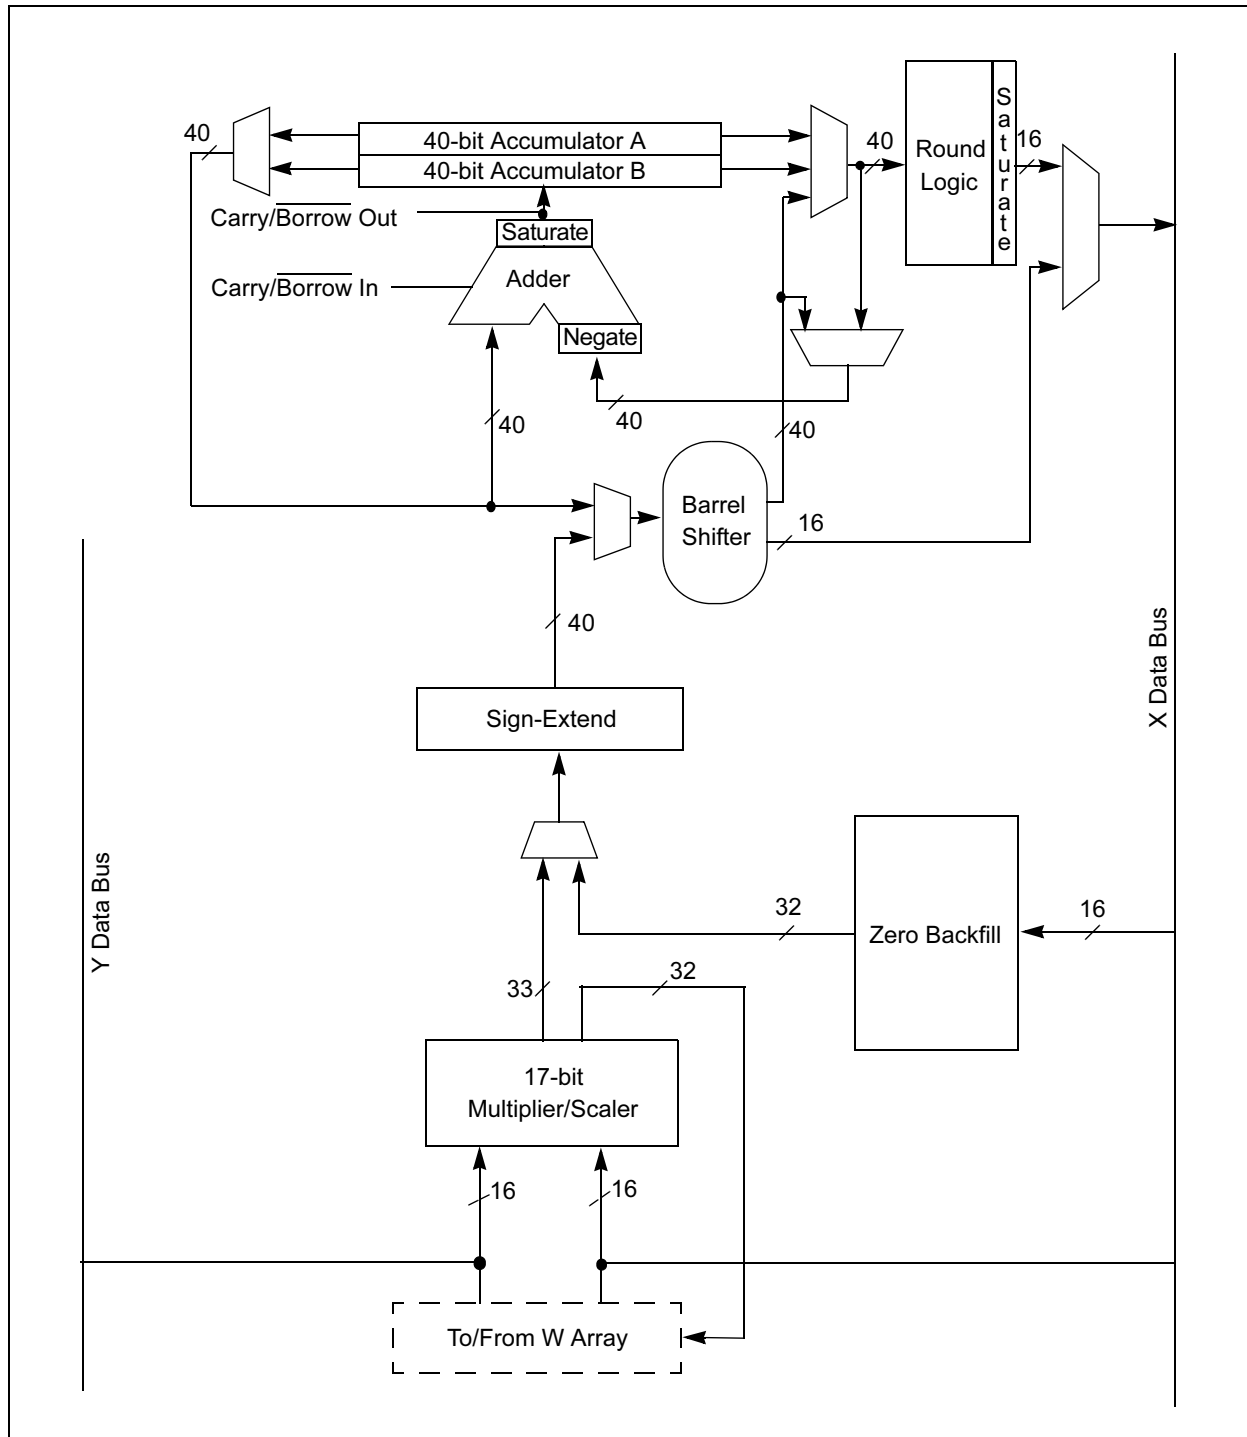 40
40-bit Accumulator A
40-bit Accumulator B
40
Round
Logic
Saturate
16
Carry/Borrow Out
Saturate
Carry/Borrow In
Adder
Negate
40
40
40
Barrel
Shifter
16
40
Sign-Extend
X Data Bus
Y Data Bus
32
Zero Backfill
16
33
32
17-bit
Multiplier/Scaler
16
16
To/From W Array